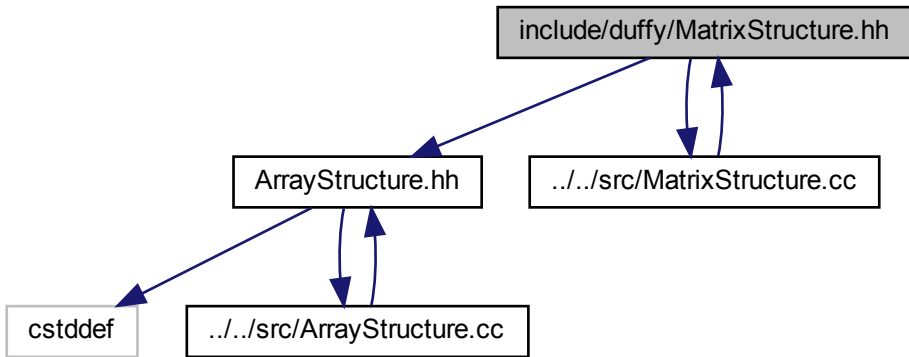 include/duffy/MatrixStructure.hh
ArrayStructure.hh
../../src/MatrixStructure.cc
cstddef
../../src/ArrayStructure.cc